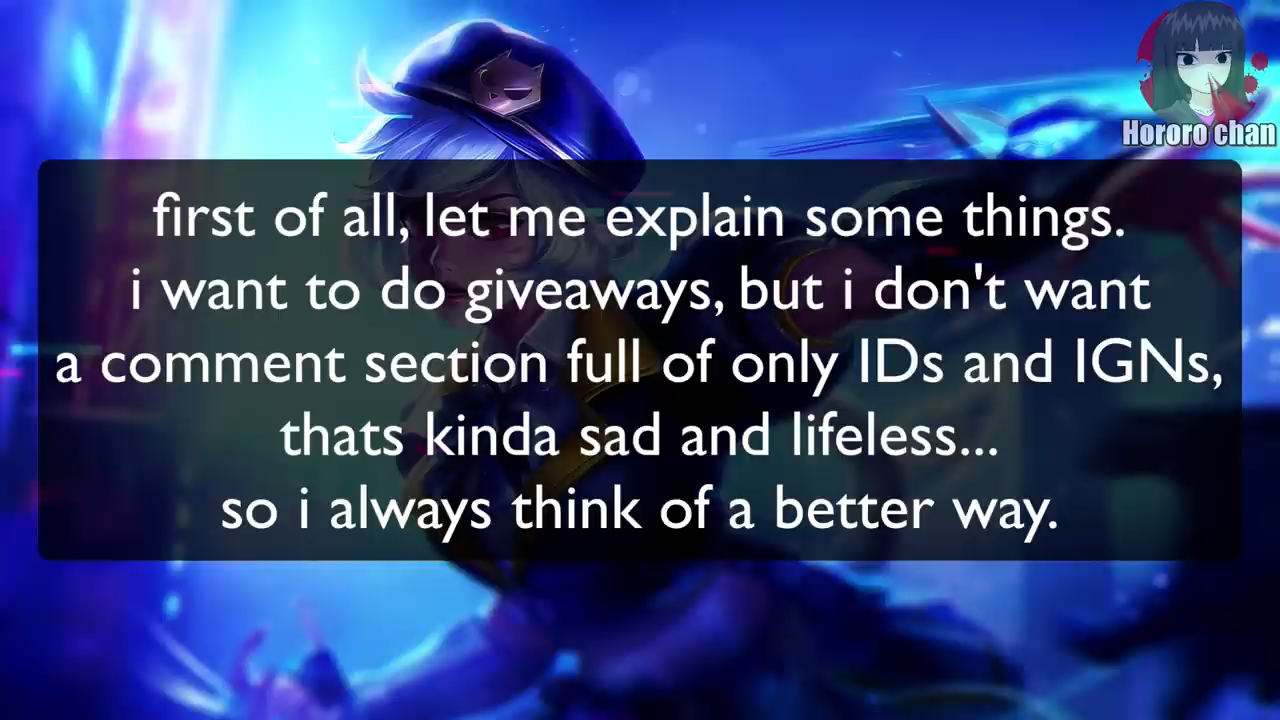 Hororo chan
first of all, let me explain some things.
i want to do giveaways, but i don't want
a comment section full of only IDs and IGNs,
thats kinda sad and lifeless...
so i always think of a better way.